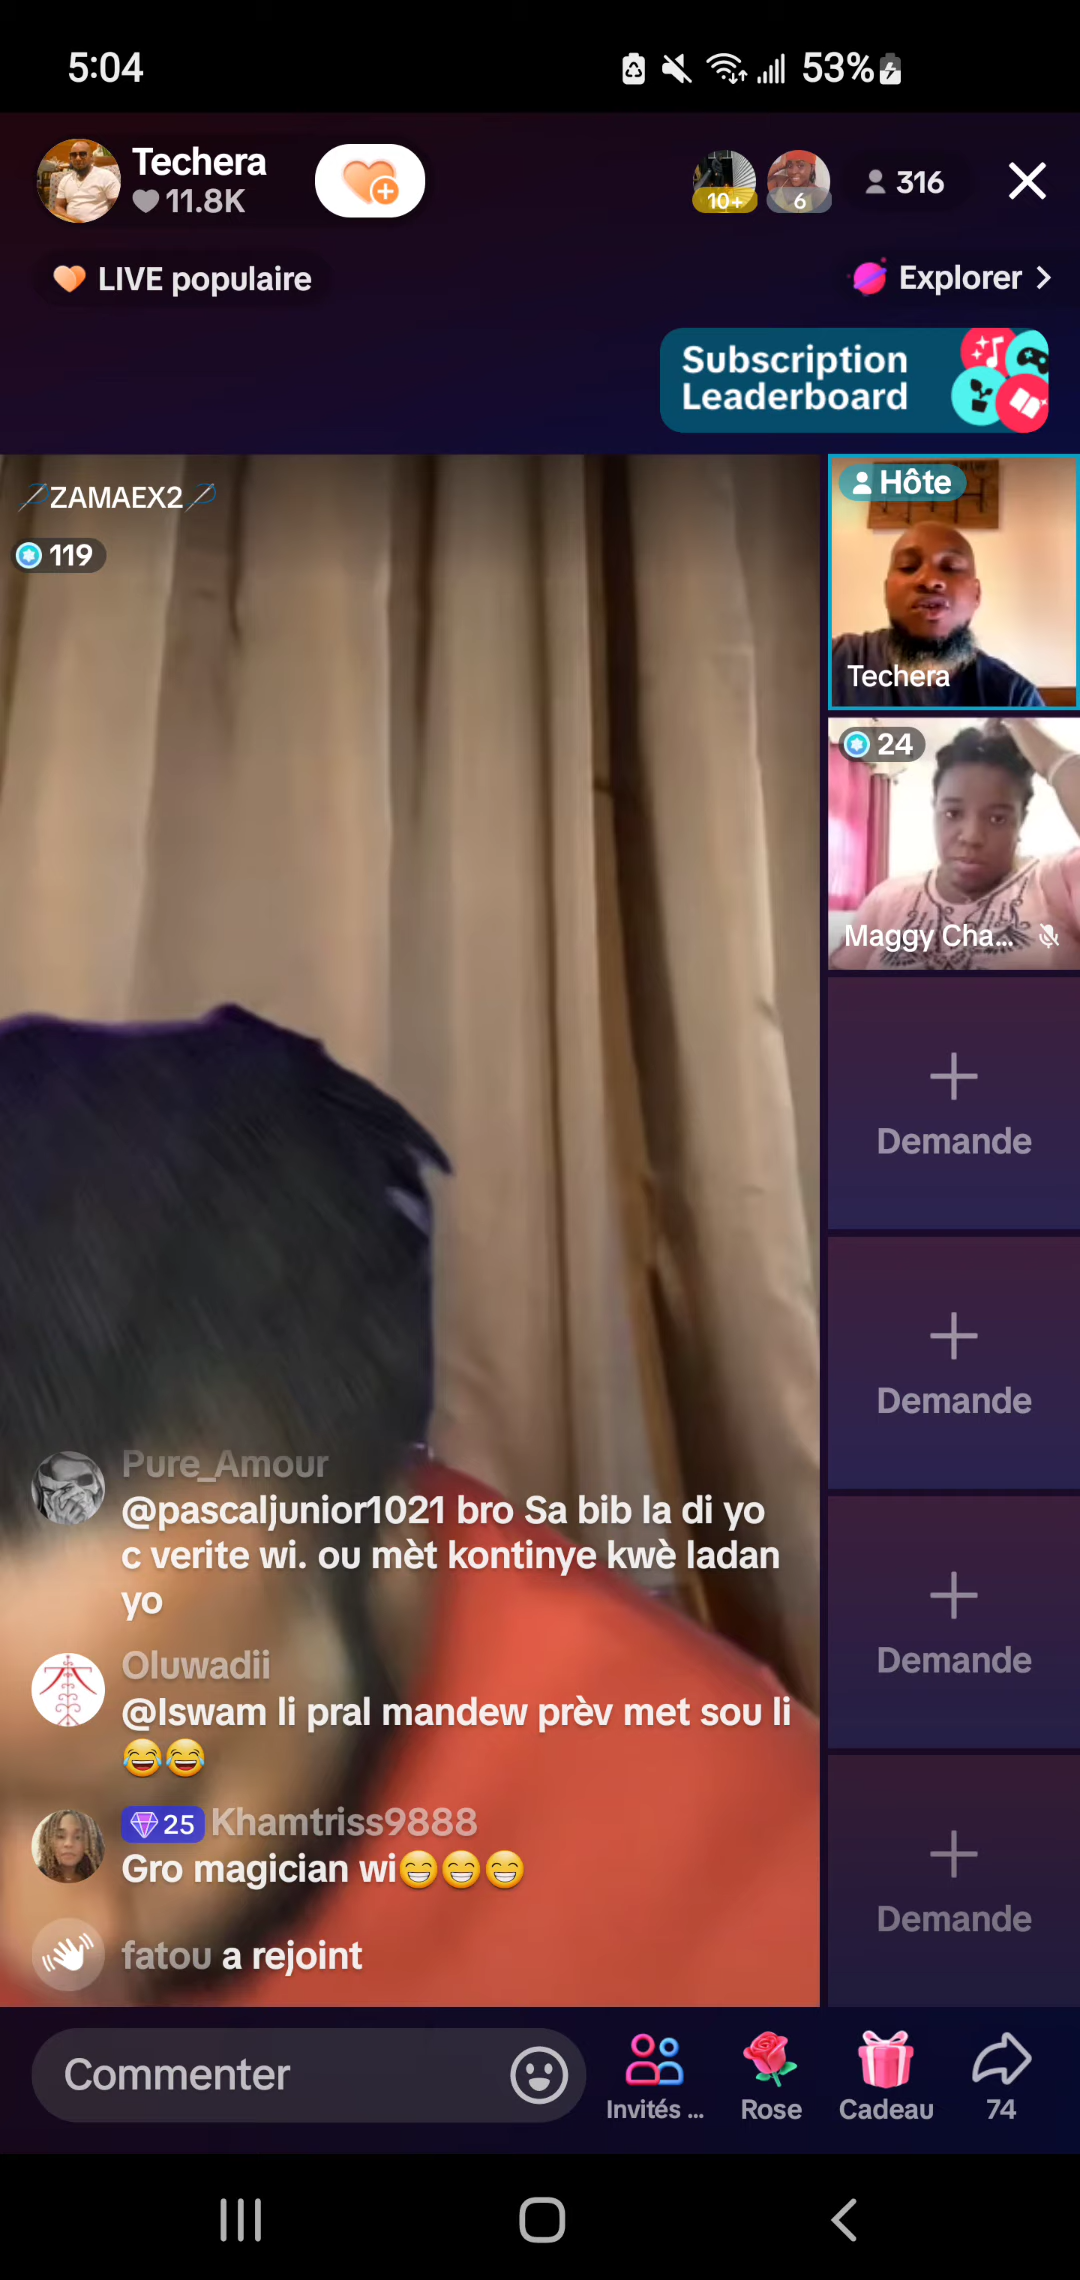 5:04
53%
Techera
11.8K
10+
6
316
LIVE populaire
Explorer
Subscription
Leaderboard
ZAMAEX2
119
Hôte
Techera
24
Maggy Cha...
Demande
Demande
Demande
Demande
Pure_Amour
@pascaljunior1021 bro Sa bib la di yo
c verite wi. ou mèt kontinye kwè ladan
yo
Oluwadii
@Iswam li pral mandew prèv met sou li
😂😂
25 Khamtriss9888
Gro magician wi😁😁😁
fatou a rejoint
Commenter
Invités ...
Rose
Cadeau
74